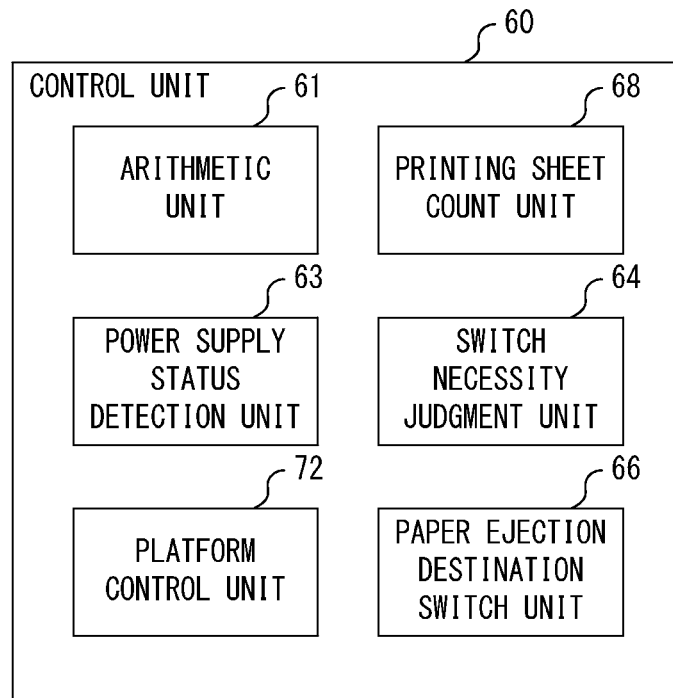 60
CONTROL UNIT
61
ARITHMETIC
UNIT
68
PRINTING SHEET
COUNT UNIT
63
POWER SUPPLY
STATUS
DETECTION UNIT
64
SWITCH
NECESSITY
JUDGMENT UNIT
72
PLATFORM
CONTROL UNIT
66
PAPER EJECTION
DESTINATION
SWITCH UNIT